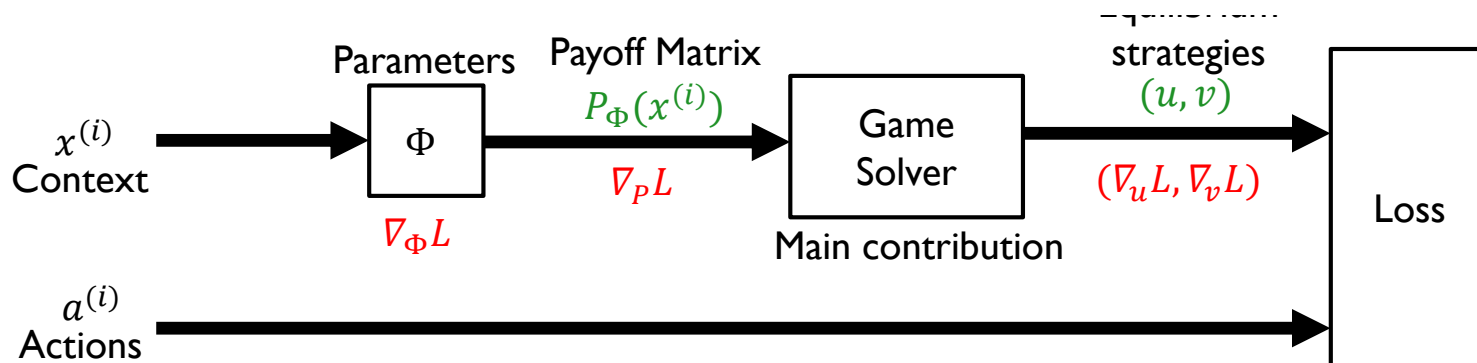 Parameters
Φ
∇_Φ L
Payoff Matrix
P_Φ(x^(i))
∇_P L
Game
Solver
Main contribution
strategies
(u, v)
(∇_u L, ∇_v L)
Loss
x^(i)
Context
a^(i)
Actions